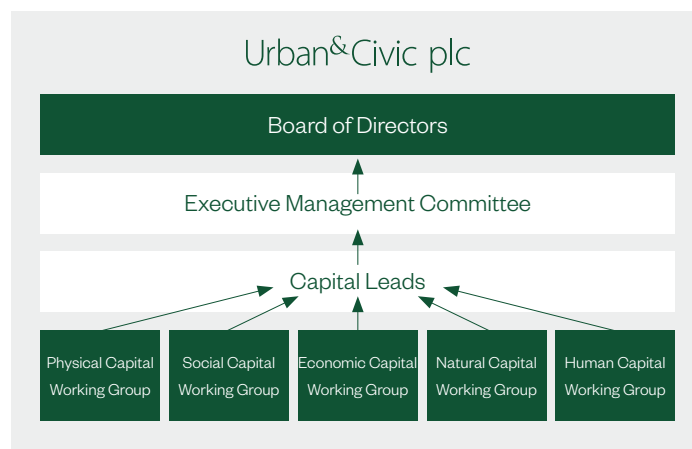 Urban&Civic plc
Board of Directors
Executive Management Committee
Capital Leads
Physical Capital
Working Group
Social Capital
Working Group
Economic Capital
Working Group
Natural Capital
Working Group
Human Capital
Working Group